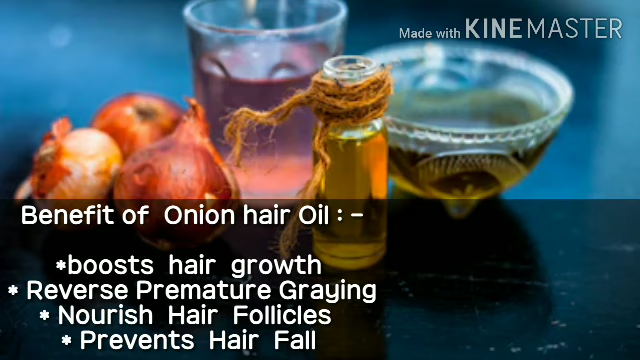 Made with KINEMASTER
Benefit of Onion hair Oil : -
*boosts hair growth
* Reverse Premature Graying
* Nourish Hair Follicles
* Prevents Hair Fall